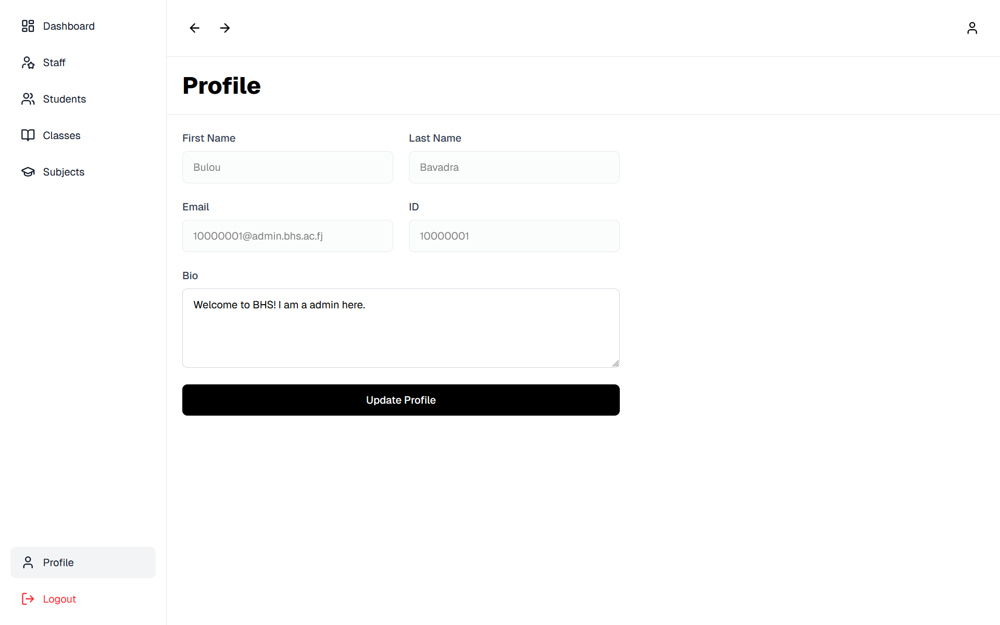 Dashboard
Staff
Students
Classes
Subjects
Profile
Logout
Profile
First Name
Last Name
Bulou
Bavadra
Email
ID
10000001@admin.bhs.ac.fj
10000001
Bio
Welcome to BHS! I am a admin here.
Update Profile